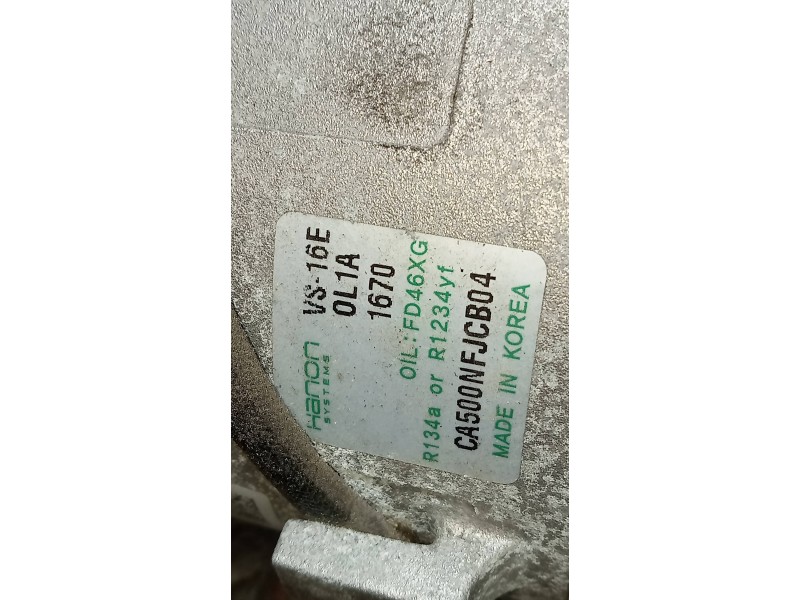 Hanon VS-16E
SYSTEMS 0L1A
1670
OIL:FD46XG
R134a or R1234yf
CA500NFJCB04
MADE IN KOREA